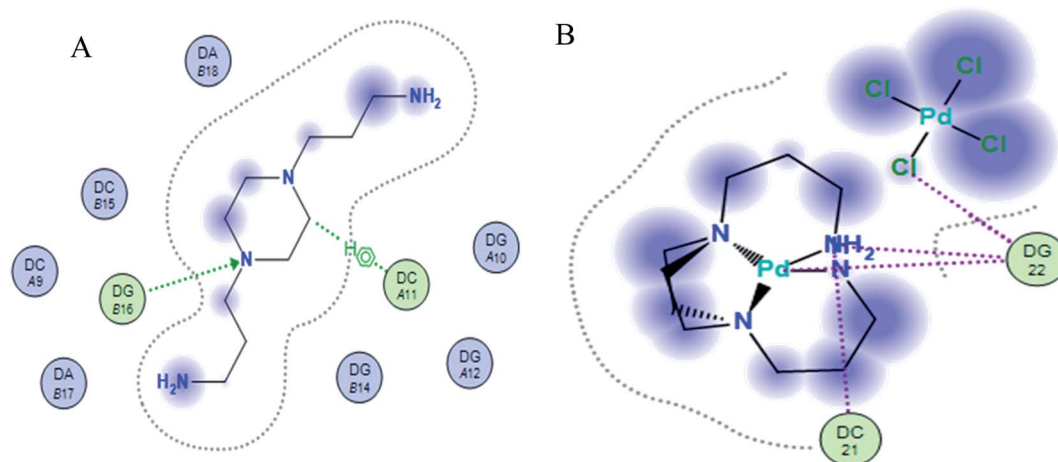 A
DA
B18
NH₂
N
DC
B15
DC
A9
DG
B16
N
H
DC
A11
DG
A10
DA
B17
H₂N
DG
B14
DG
A12
B
Cl
Cl
Pd
Cl
Cl
N
NH₂
Pd
N
N
DG
22
DC
21